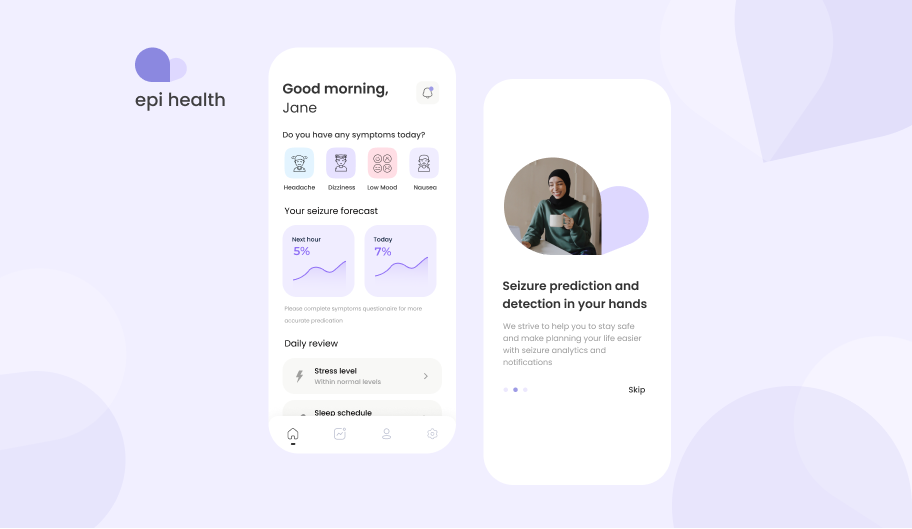 epi health
Good morning,
Jane
Do you have any symptoms today?
Headache
Dizziness
Low Mood
Nausea
Your seizure forecast
Next hour
5%
Today
7%
Please complete symptoms questionaire for more
accurate predication
Daily review
Stress level
Within normal levels
Sleep schedule
Seizure prediction and
detection in your hands
We strive to help you to stay safe
and make planning your life easier
with seizure analytics and
notifications
Skip